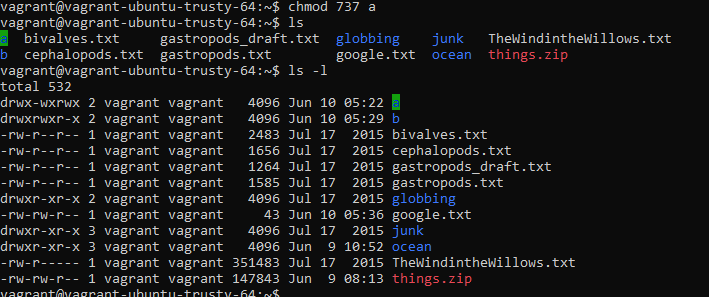 vagrant@vagrant-ubuntu-trusty-64:~$ chmod 737 a
vagrant@vagrant-ubuntu-trusty-64:~$ ls
a  bivalves.txt     gastropods_draft.txt  globbing    junk   TheWindintheWillows.txt
b  cephalopods.txt  gastropods.txt        google.txt  ocean  things.zip
vagrant@vagrant-ubuntu-trusty-64:~$ ls -l
total 532
drwx-wxrwx 2 vagrant vagrant   4096 Jun 10 05:22 a
drwxrwxr-x 2 vagrant vagrant   4096 Jun 10 05:29 b
-rw-r--r-- 1 vagrant vagrant   2483 Jul 17  2015 bivalves.txt
-rw-r--r-- 1 vagrant vagrant   1656 Jul 17  2015 cephalopods.txt
-rw-r--r-- 1 vagrant vagrant   1264 Jul 17  2015 gastropods_draft.txt
-rw-r--r-- 1 vagrant vagrant   1585 Jul 17  2015 gastropods.txt
drwxr-xr-x 2 vagrant vagrant   4096 Jul 17  2015 globbing
-rw-rw-r-- 1 vagrant vagrant     43 Jun 10 05:36 google.txt
drwxr-xr-x 3 vagrant vagrant   4096 Jul 17  2015 junk
drwxr-xr-x 3 vagrant vagrant   4096 Jun  9 10:52 ocean
-rw-r----- 1 vagrant vagrant 351483 Jul 17  2015 TheWindintheWillows.txt
-rw-rw-r-- 1 vagrant vagrant 147843 Jun  9 08:13 things.zip
vagrant@vagrant-ubuntu-trusty-64:~$